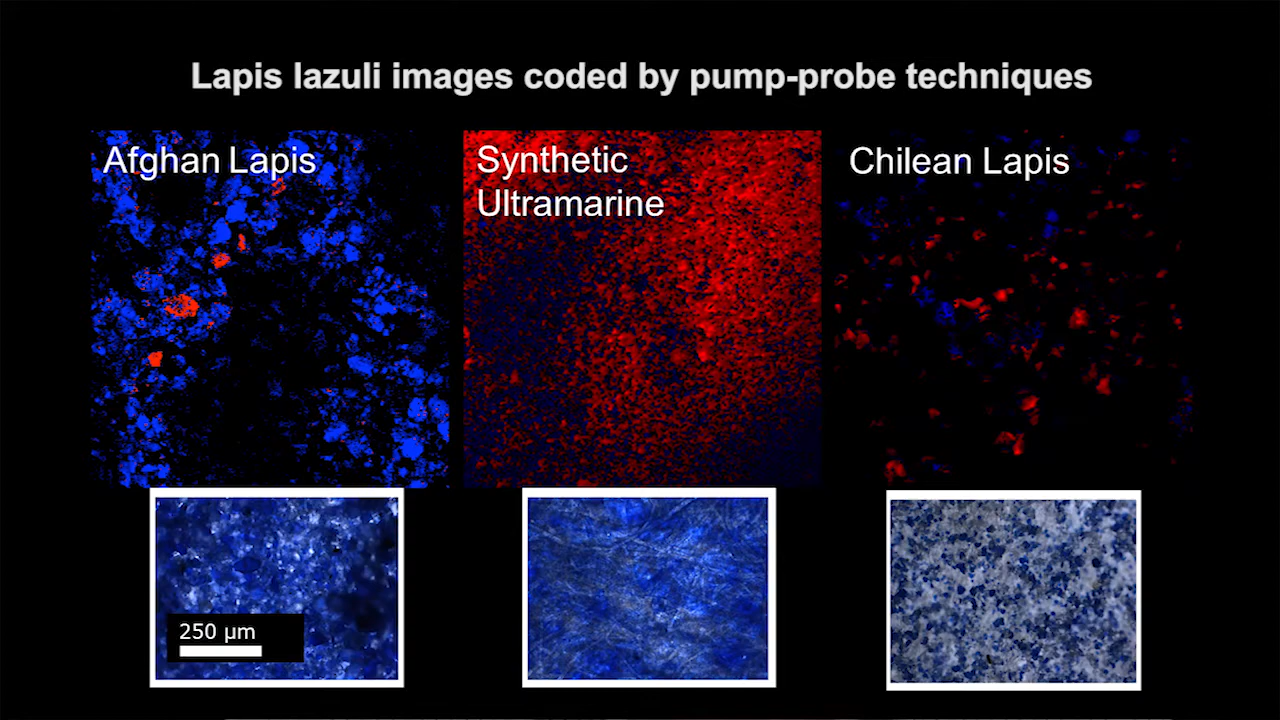 Lapis lazuli images coded by pump-probe techniques
Afghan Lapis
Synthetic
Ultramarine
Chilean Lapis
250 µm